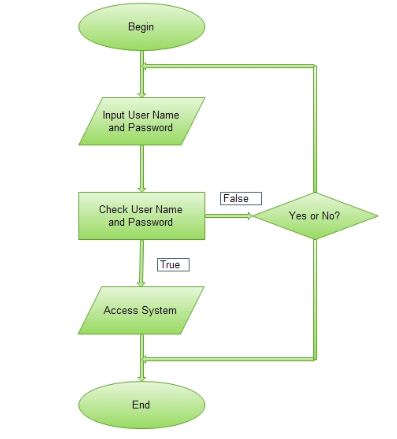 Begin
Input User Name
and Password
Check User Name
and Password
False
Yes or No?
True
Access System
End